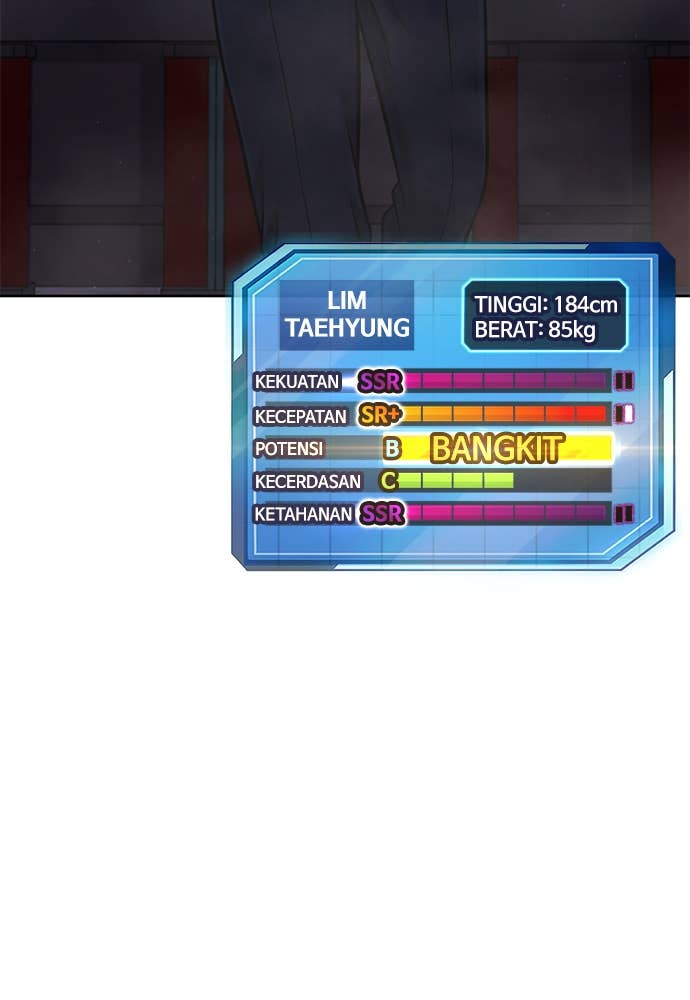 LIM
TAEHYUNG
TINGGI: 184cm
BERAT: 85kg
KEKUATAN SSR
KECEPATAN SR+
POTENSI B BANGKIT
KECERDASAN C
KETAHANAN SSR